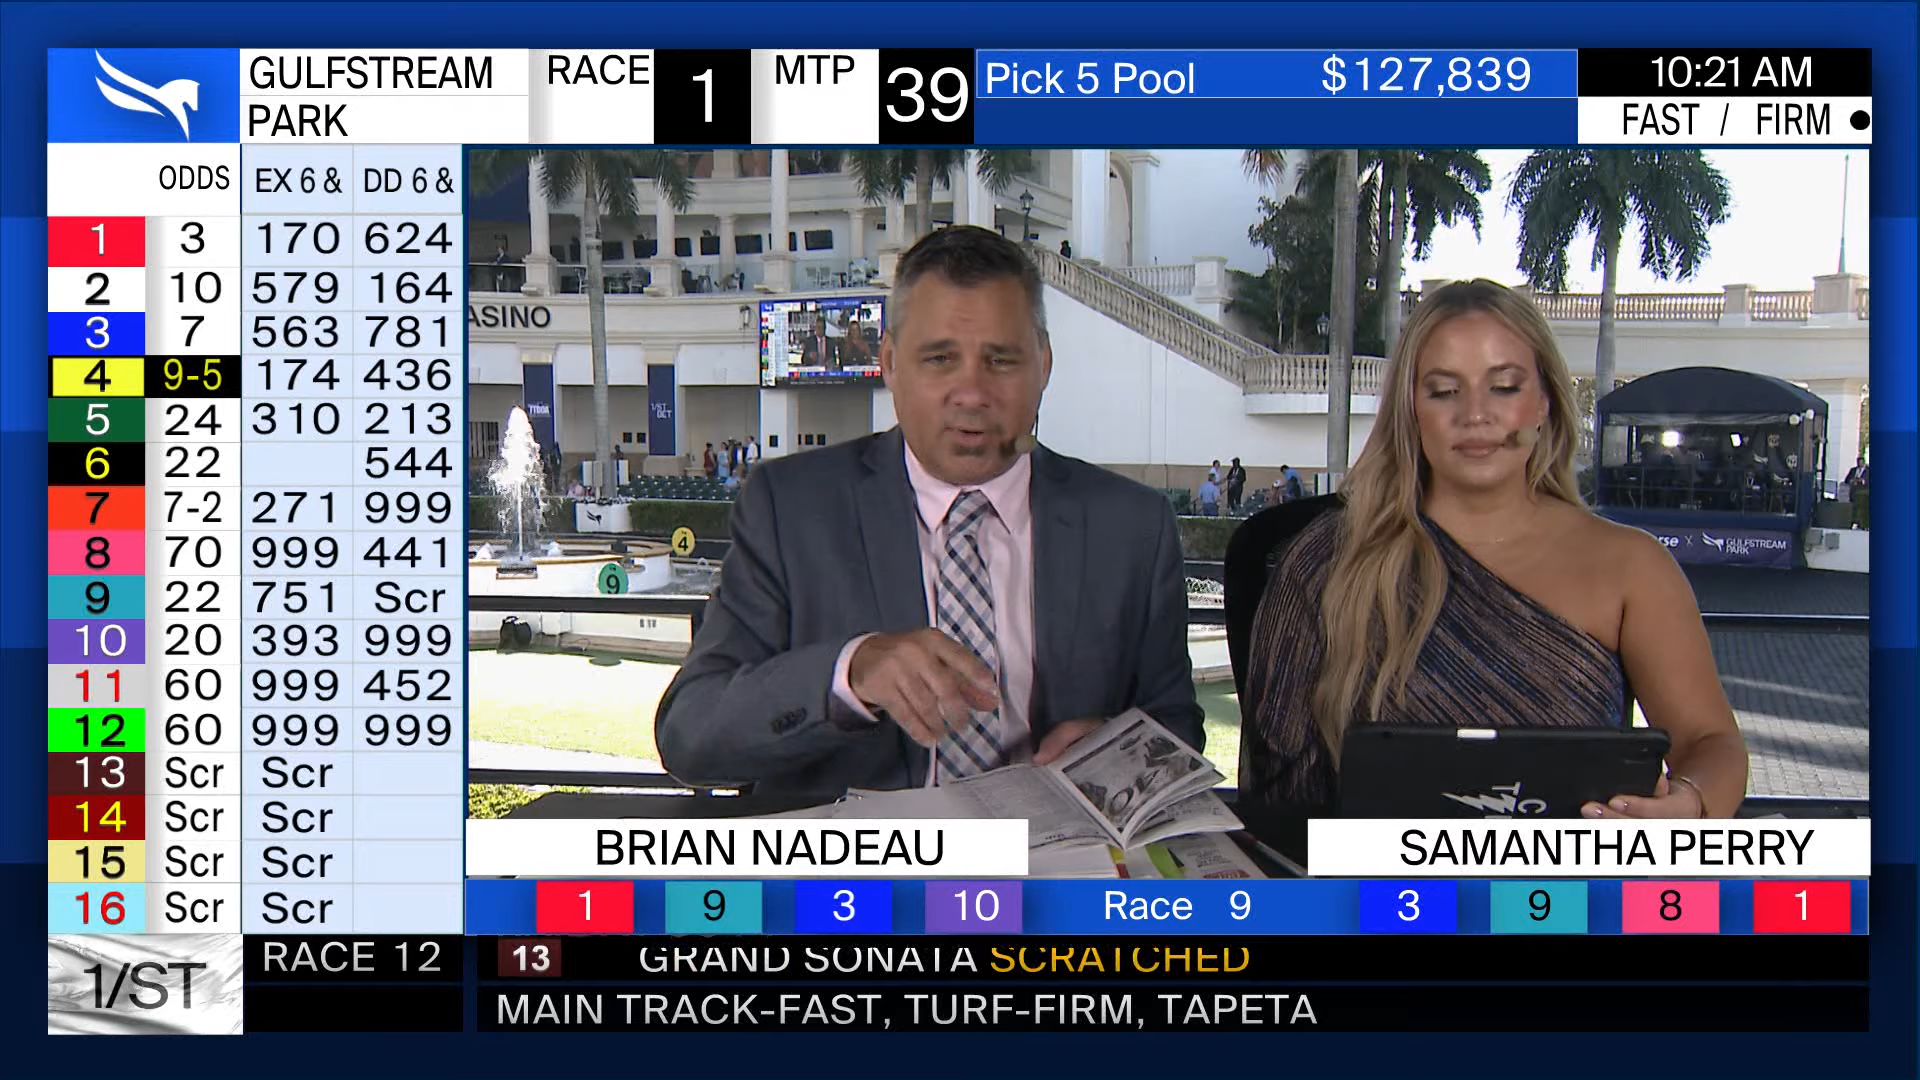 GULFSTREAM
PARK
RACE 1 MTP 39
Pick 5 Pool $127,839
10:21 AM
FAST / FIRM
ODDS EX 6 & DD 6 &
1 3 170 624
2 10 579 164
3 7 563 781
4 9-5 174 436
5 24 310 213
6 22 544
7 7-2 271 999
8 70 999 441
9 22 751 Scr
10 20 393 999
11 60 999 452
12 60 999 999
13 Scr Scr
14 Scr Scr
15 Scr Scr
16 Scr Scr
ASINO
4
9
GULFSTREAM
PARK
BRIAN NADEAU
SAMANTHA PERRY
1 9 3 10 Race 9 3 9 8 1
1/ST
RACE 12
13 GRAND SONATA SCRATCHED
MAIN TRACK-FAST, TURF-FIRM, TAPETA